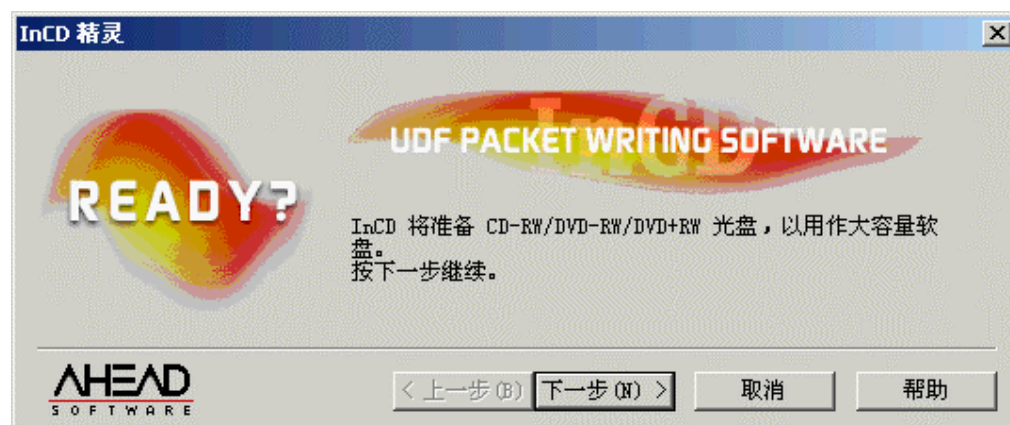 InCD 精灵
InCD
UDF PACKET WRITING SOFTWARE
READY?
InCD 将准备 CD-RW/DVD-RW/DVD+RW 光盘，以用作大容量软
盘。
按下一步继续。
AHEAD
SOFTWARE
< 上一步(B)
下一步(N) >
取消
帮助